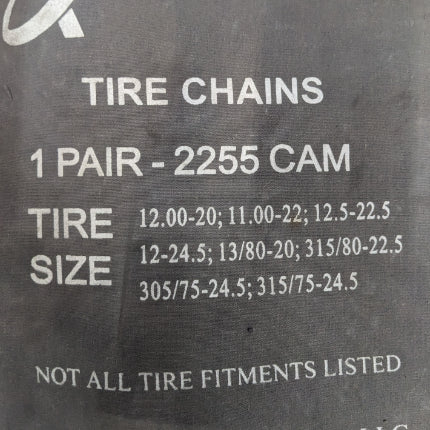 TIRE CHAINS
1 PAIR - 2255 CAM
TIRE SIZE
12.00-20; 11.00-22; 12.5-22.5
12-24.5; 13/80-20; 315/80-22.5
305/75-24.5; 315/75-24.5
NOT ALL TIRE FITMENTS LISTED